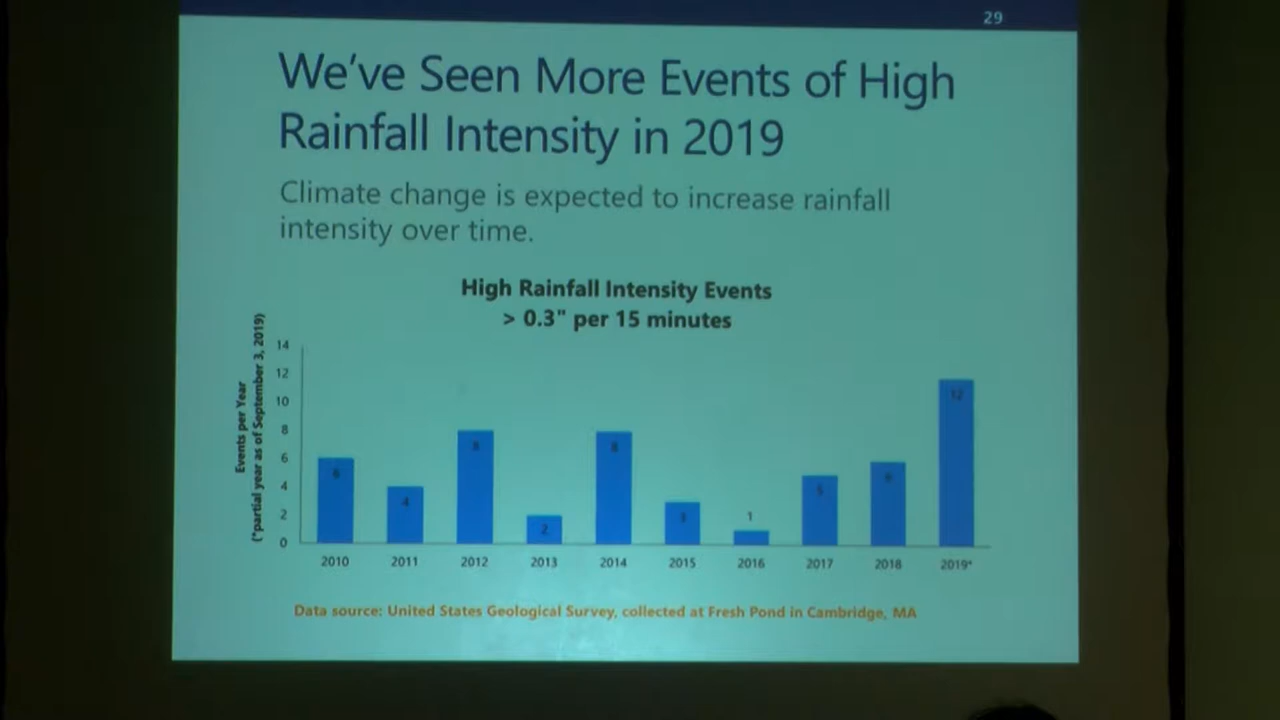 29
We've Seen More Events of High
Rainfall Intensity in 2019
Climate change is expected to increase rainfall
intensity over time.
High Rainfall Intensity Events
> 0.3" per 15 minutes
Events per Year
(*partial year as of September 3, 2019)
14
12
10
8
6
4
2
0
6
4
8
2
8
3
1
5
6
12
2010 2011 2012 2013 2014 2015 2016 2017 2018 2019*
Data source: United States Geological Survey, collected at Fresh Pond in Cambridge, MA